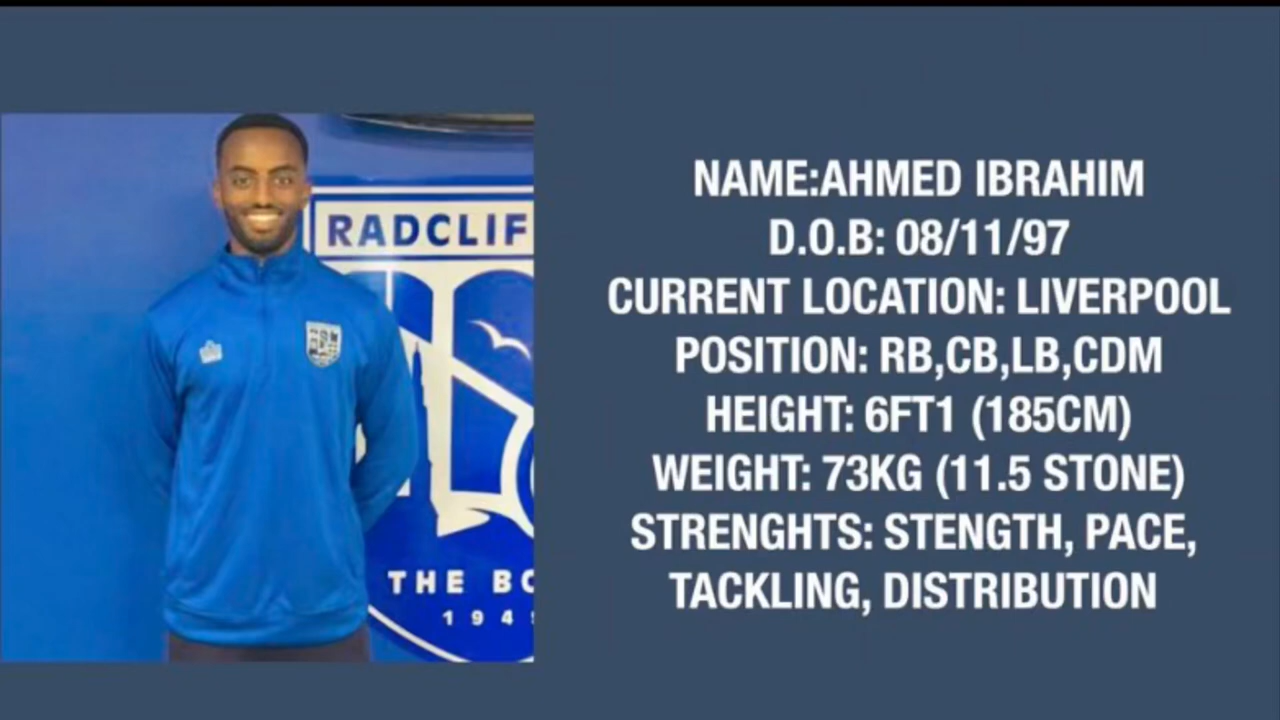 RADCLIF
THE BO
194
NAME:AHMED IBRAHIM
D.O.B: 08/11/97
CURRENT LOCATION: LIVERPOOL
POSITION: RB,CB,LB,CDM
HEIGHT: 6FT1 (185CM)
WEIGHT: 73KG (11.5 STONE)
STRENGHTS: STENGTH, PACE,
TACKLING, DISTRIBUTION